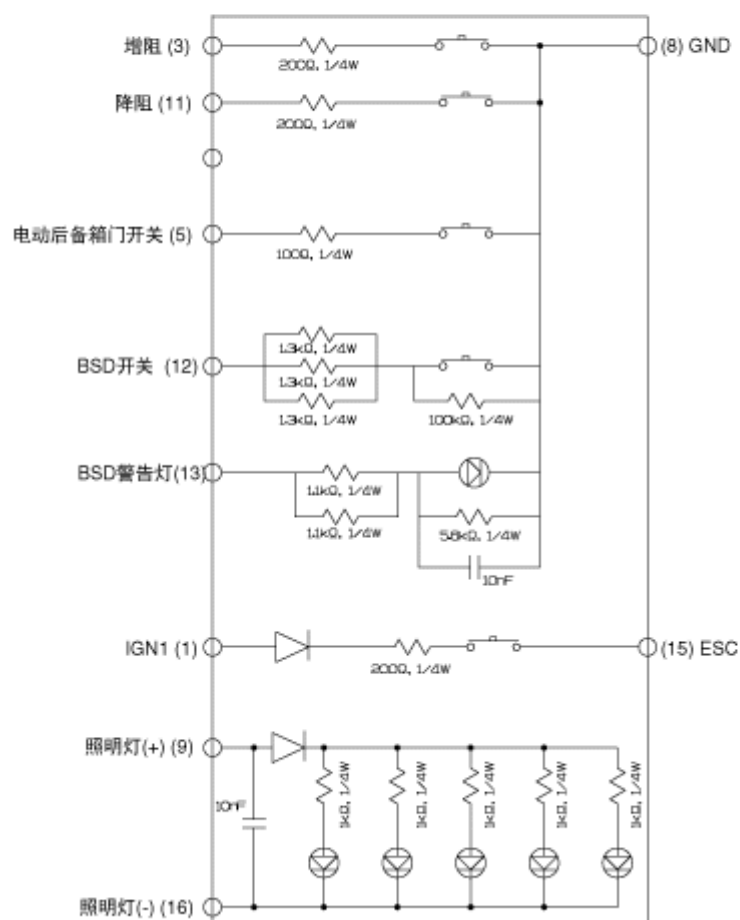 增阻 (3)
200Ω, 1/4W
(8) GND
降阻 (11)
200Ω, 1/4W
电动后备箱门开关 (5)
100Ω, 1/4W
1.3kΩ, 1/4W
BSD开关 (12)
1.3kΩ, 1/4W
1.3kΩ, 1/4W
100kΩ, 1/4W
BSD警告灯(13)
1.1kΩ, 1/4W
1.1kΩ, 1/4W
5.6kΩ, 1/4W
10nF
IGN1 (1)
200Ω, 1/4W
(15) ESC
照明灯(+) (9)
10nF
1kΩ, 1/4W
1kΩ, 1/4W
1kΩ, 1/4W
1kΩ, 1/4W
1kΩ, 1/4W
照明灯(-) (16)